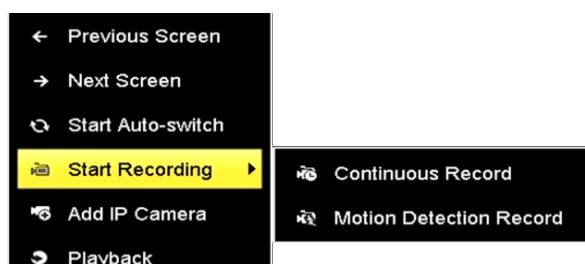 Previous Screen
Next Screen
Start Auto-switch
Start Recording
Continuous Record
Add IP Camera
Motion Detection Record
Playback